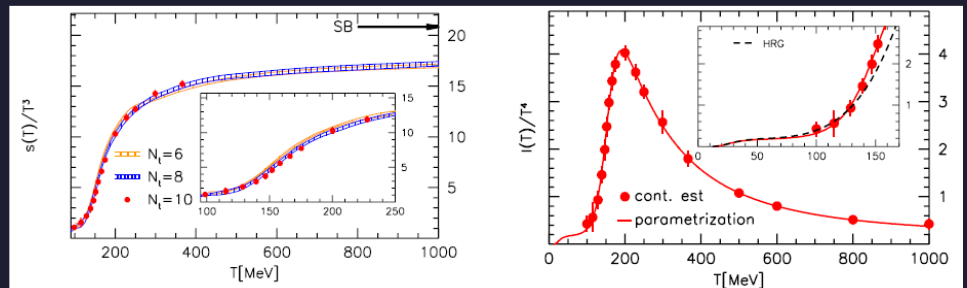 SB
20
15
10
5
s(T)/T³
N_t=6
N_t=8
N_t=10
15
10
5
100 150 200 250
200 400 600 800 1000
T[MeV]
I(T)/T⁴
4
3
2
1
0
HRG
2
1
0 50 100 150
cont. est
parametrization
0 200 400 600 800 1000
T[MeV]